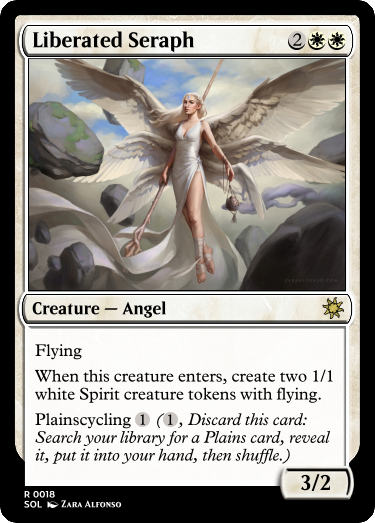 Liberated Seraph 2
Creature — Angel
Flying
When this creature enters, create two 1/1
white Spirit creature tokens with flying.
Plainscycling 1 (1, Discard this card:
Search your library for a Plains card, reveal
it, put it into your hand, then shuffle.)
3/2
R 0018
SOL Zara Alfonso